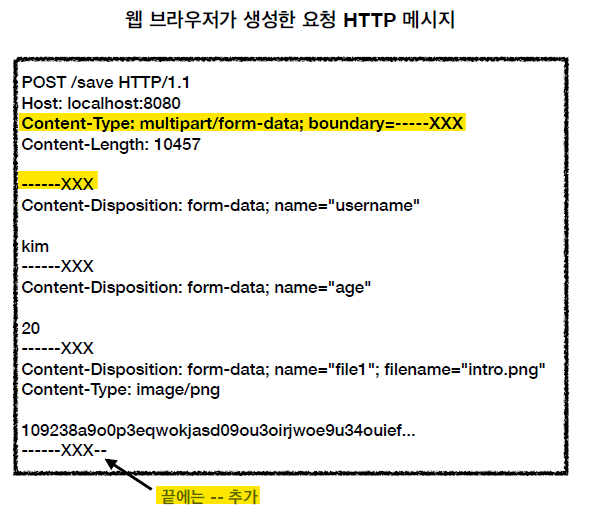 웹 브라우저가 생성한 요청 HTTP 메시지
POST /save HTTP/1.1
Host: localhost:8080
Content-Type: multipart/form-data; boundary=-----XXX
Content-Length: 10457
------XXX
Content-Disposition: form-data; name="username"
kim
------XXX
Content-Disposition: form-data; name="age"
20
------XXX
Content-Disposition: form-data; name="file1"; filename="intro.png"
Content-Type: image/png
109238a9o0p3eqwokjasd09ou3oirjwoe9u34ouief...
------XXX--
끝에는 -- 추가